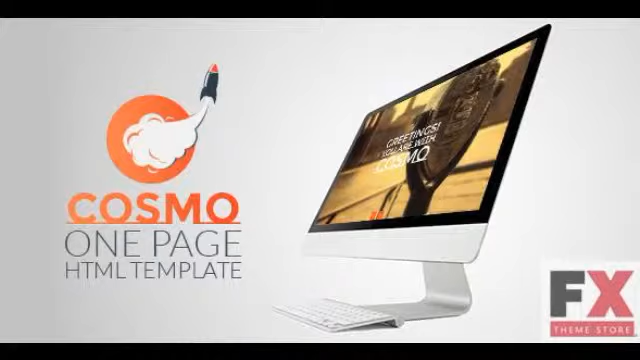 COSMO
ONE PAGE
HTML TEMPLATE
GREETINGS!
YOU ARE WITH
COSMO
FX
THEME STORE